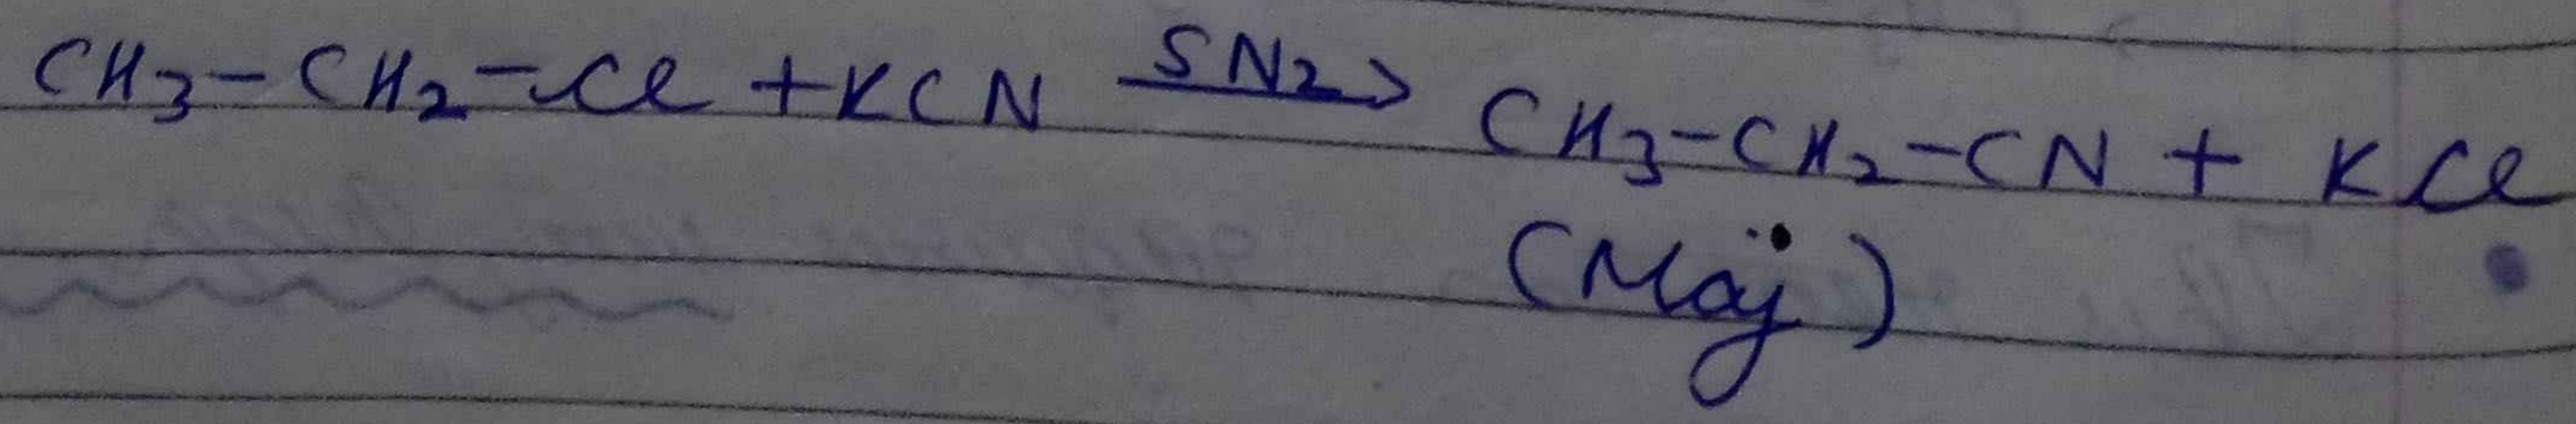 CH3-CH2-Cl + KCN SN2> CH3-CH2-CN + KCl
(Maj)